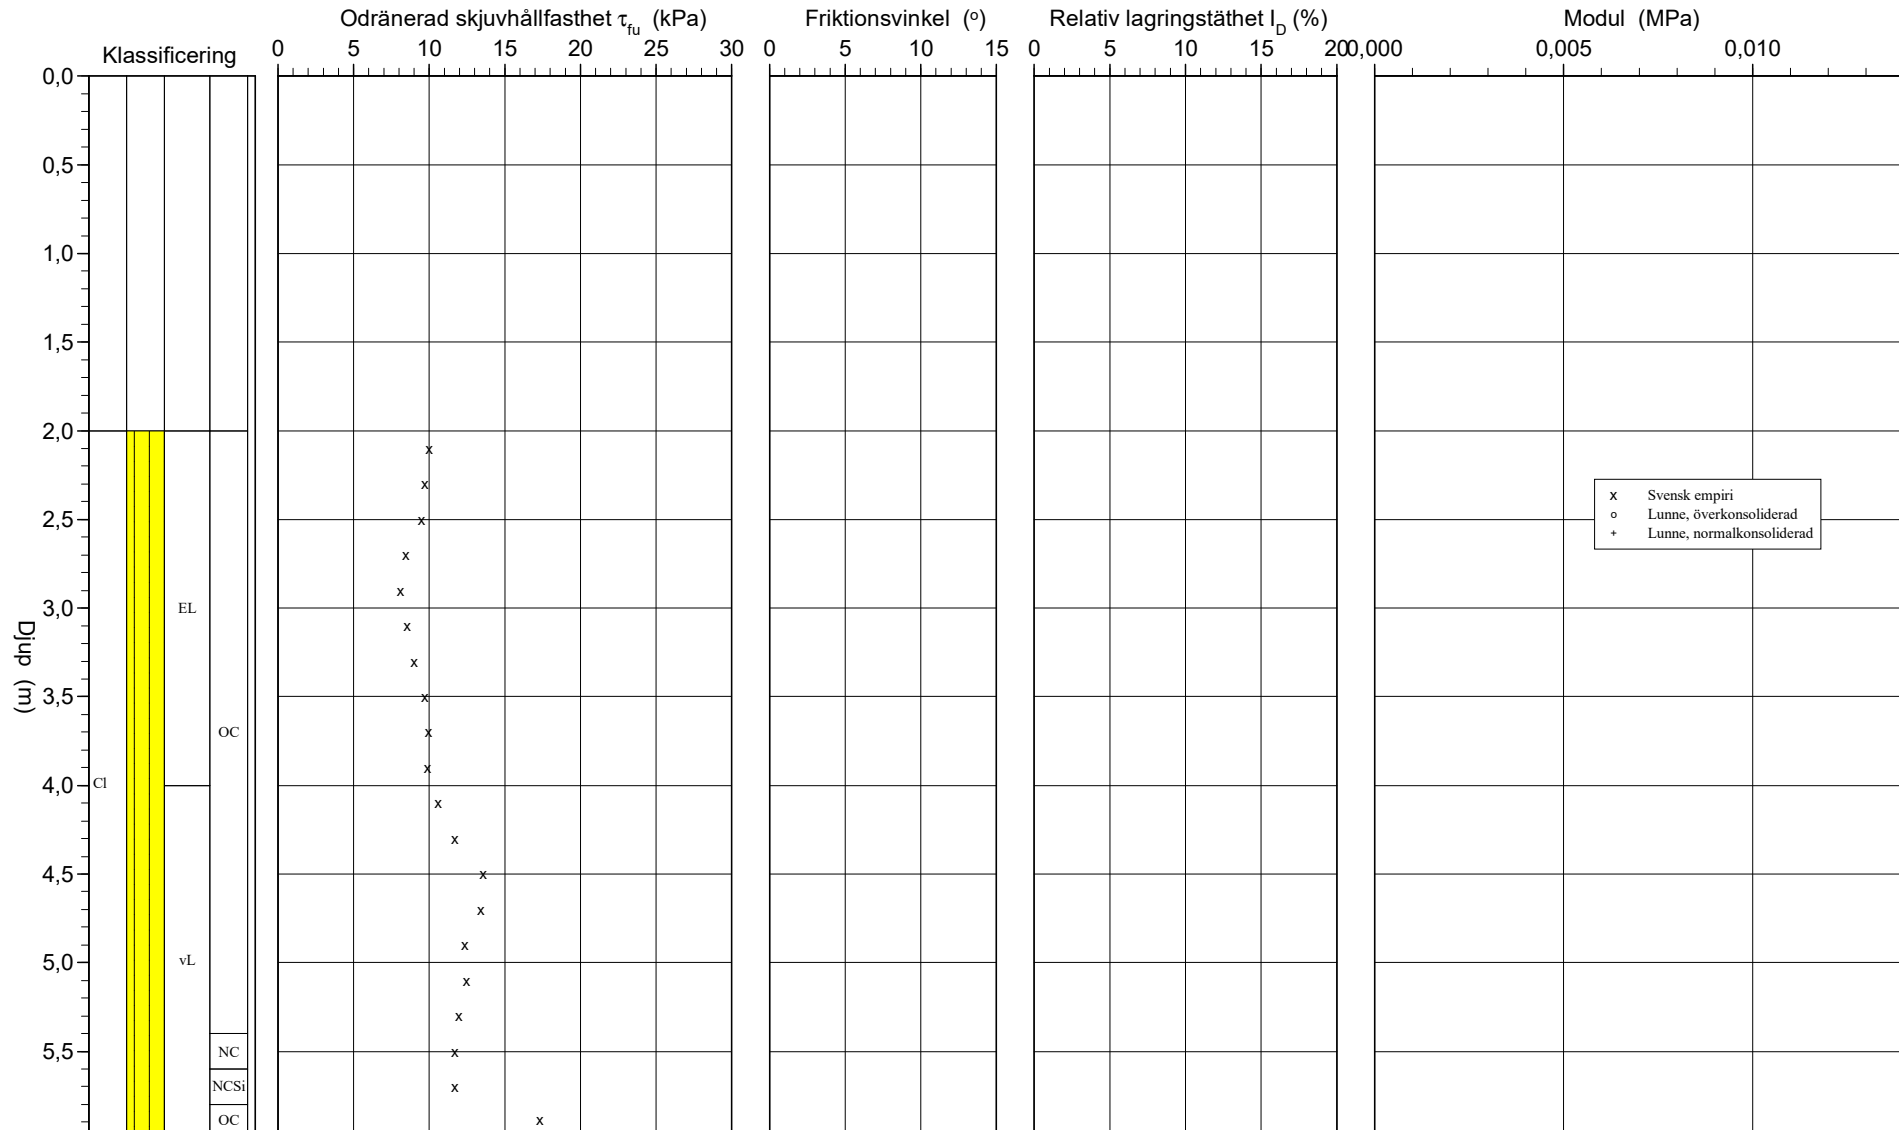 Odränerad skjuvhållfasthet τfu (kPa)
Friktionsvinkel (o)
Relativ lagringstäthet ID (%)
Modul (MPa)
Klassificering
0 5 10 15 20 25 30
0 5 10 15
0 5 10 15 20
0,000 0,005 0,010
0,0
0,5
1,0
1,5
2,0
2,5
3,0
3,5
4,0
4,5
5,0
5,5
Djup (m)
Cl
EL
vL
OC
NC
NCSi
OC
x Svensk empiri
o Lunne, överkonsoliderad
+ Lunne, normalkonsoliderad